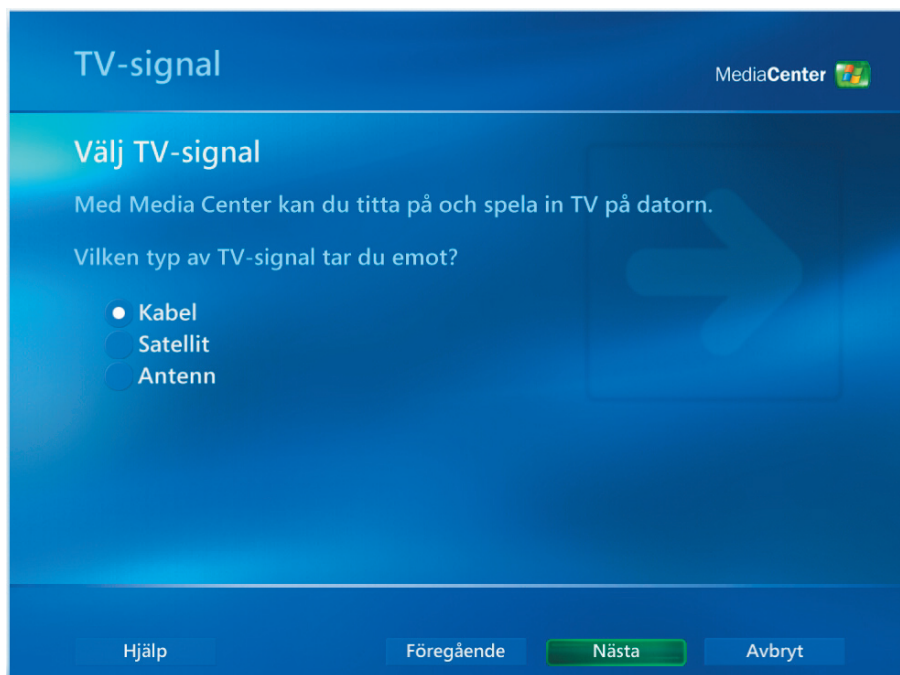 TV-signal
MediaCenter
Välj TV-signal
Med Media Center kan du titta på och spela in TV på datorn.
Vilken typ av TV-signal tar du emot?
Kabel
Satellit
Antenn
Hjälp Föregående Nästa Avbryt